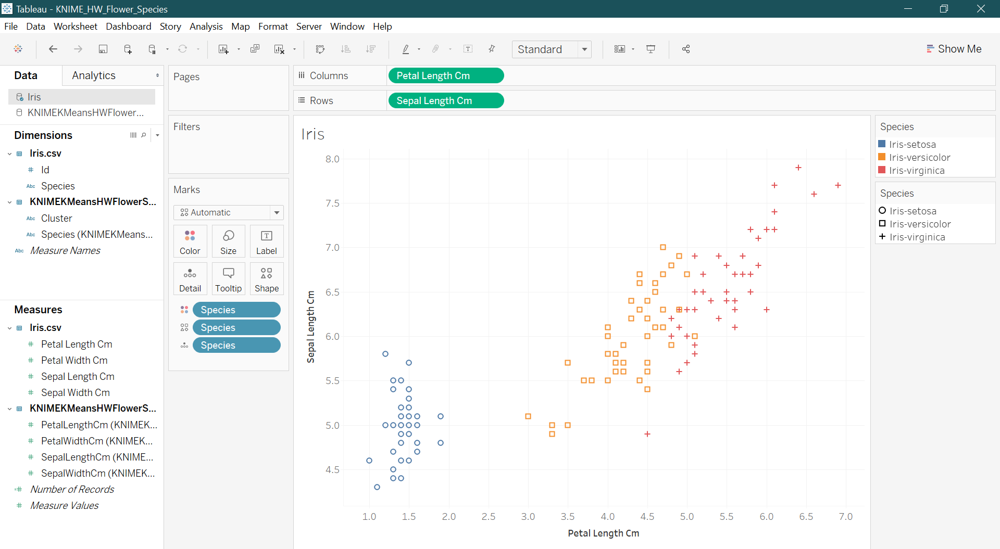 Tableau - KNIME_HW_Flower_Species
File Data Worksheet Dashboard Story Analysis Map Format Server Window Help
Standard
Show Me
Data Analytics
Iris
KNIMEKMeansHWFlower...
Dimensions
Iris.csv
# Id
Abc Species
KNIMEKMeansHWFlowerS...
Abc Cluster
Abc Species (KNIMEKMeans...
Abc Measure Names
Measures
Iris.csv
# Petal Length Cm
# Petal Width Cm
# Sepal Length Cm
# Sepal Width Cm
KNIMEKMeansHWFlowerS...
# PetalLengthCm (KNIMEK...
# PetalWidthCm (KNIMEK...
# SepalLengthCm (KNIME...
# SepalWidthCm (KNIMEK...
=# Number of Records
# Measure Values
Pages
Filters
Marks
Automatic
Color Size Label
Detail Tooltip Shape
Species
Species
Species
Columns Petal Length Cm
Rows Sepal Length Cm
Iris
Sepal Length Cm
8.0
7.5
7.0
6.5
6.0
5.5
5.0
4.5
1.0 1.5 2.0 2.5 3.0 3.5 4.0 4.5 5.0 5.5 6.0 6.5 7.0
Petal Length Cm
Species
Iris-setosa
Iris-versicolor
Iris-virginica
Species
Iris-setosa
Iris-versicolor
Iris-virginica